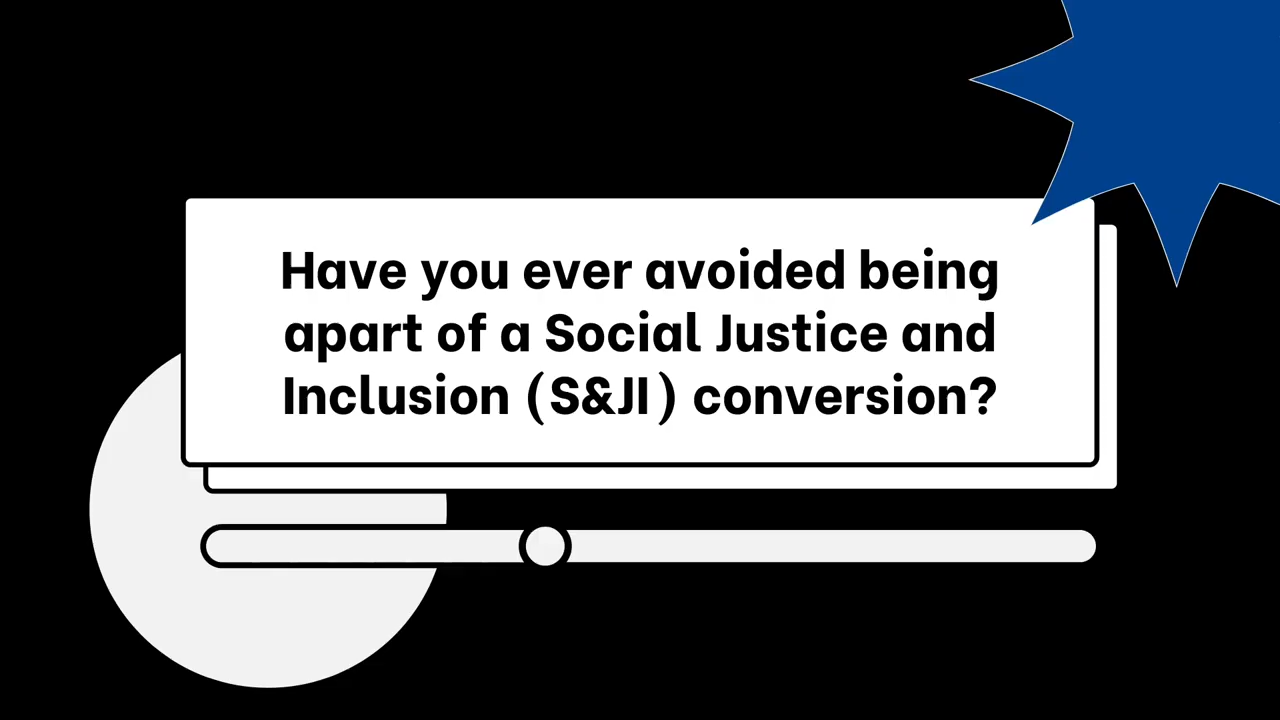 Have you ever avoided being
apart of a Social Justice and
Inclusion (S&JI) conversion?